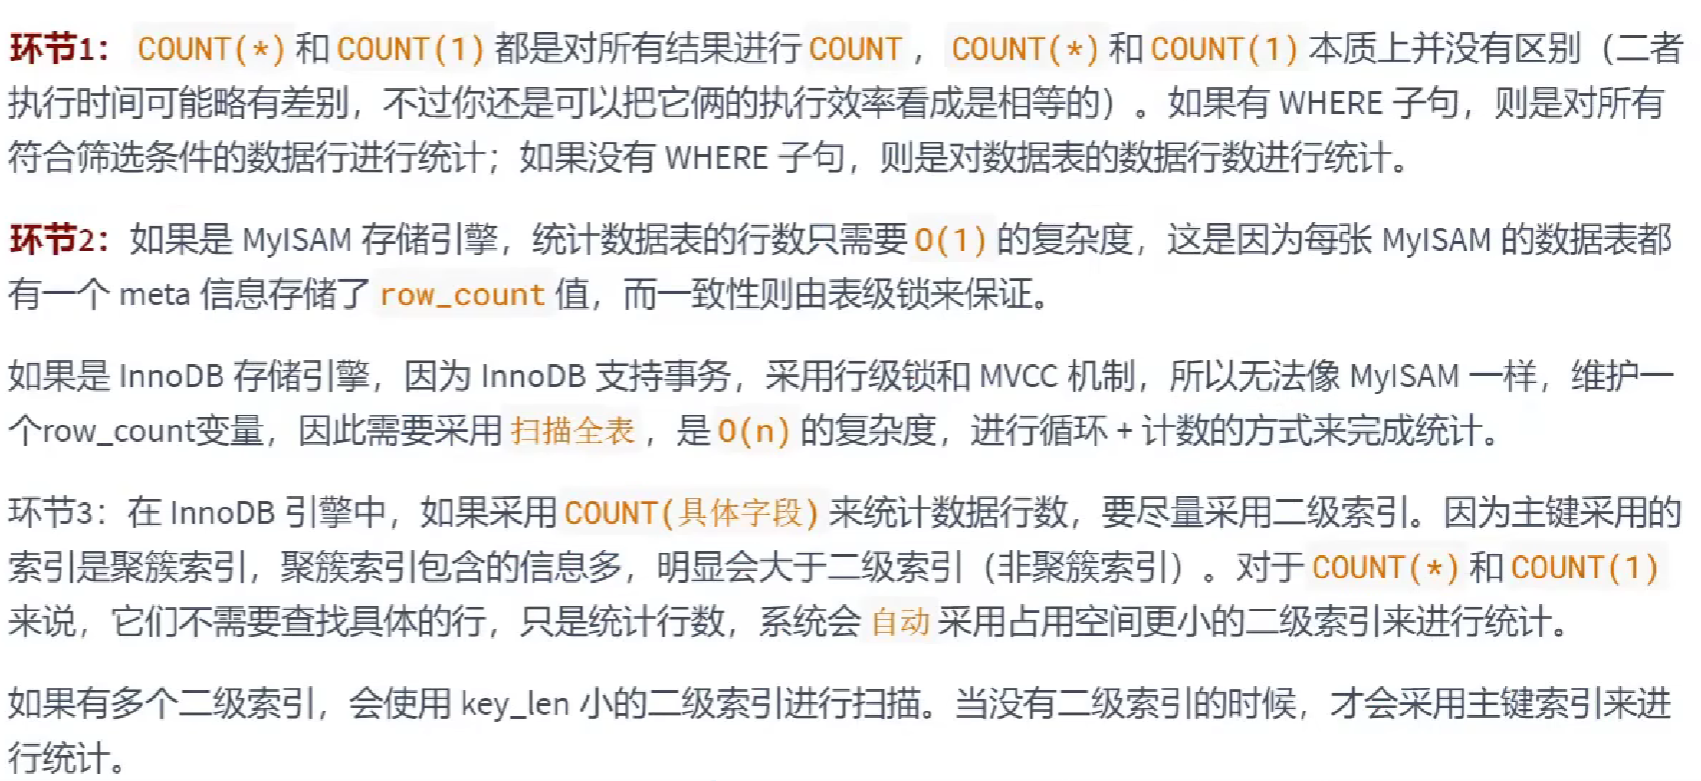 环节1： COUNT(*) 和 COUNT(1) 都是对所有结果进行 COUNT ， COUNT(*) 和 COUNT(1) 本质上并没有区别（二者
执行时间可能略有差别，不过你还是可以把它俩的执行效率看成是相等的）。如果有 WHERE 子句，则是对所有
符合筛选条件的数据行进行统计；如果没有 WHERE 子句，则是对数据表的数据行数进行统计。
环节2：如果是 MyISAM 存储引擎，统计数据表的行数只需要 O(1) 的复杂度，这是因为每张 MyISAM 的数据表都
有一个 meta 信息存储了 row_count 值，而一致性则由表级锁来保证。
如果是 InnoDB 存储引擎，因为 InnoDB 支持事务，采用行级锁和 MVCC 机制，所以无法像 MyISAM 一样，维护一
个row_count变量，因此需要采用 扫描全表 ，是 O(n) 的复杂度，进行循环 + 计数的方式来完成统计。
环节3：在 InnoDB 引擎中，如果采用 COUNT(具体字段) 来统计数据行数，要尽量采用二级索引。因为主键采用的
索引是聚簇索引，聚簇索引包含的信息多，明显会大于二级索引（非聚簇索引）。对于 COUNT(*) 和 COUNT(1)
来说，它们不需要查找具体的行，只是统计行数，系统会 自动 采用占用空间更小的二级索引来进行统计。
如果有多个二级索引，会使用 key_len 小的二级索引进行扫描。当没有二级索引的时候，才会采用主键索引来进
行统计。